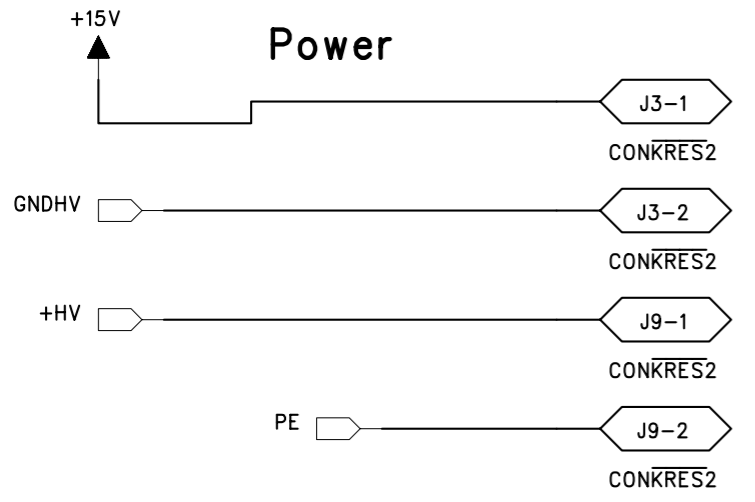 +15V
Power
J3-1
CONKRES2
GNDHV
J3-2
CONKRES2
+HV
J9-1
CONKRES2
PE
J9-2
CONKRES2